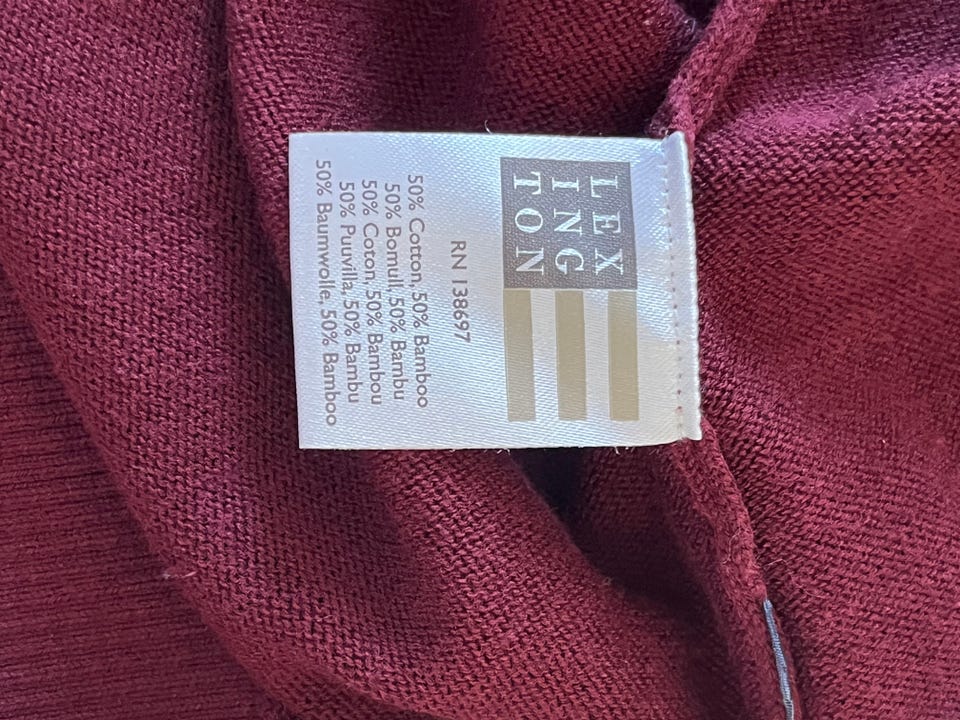 LEX
ING
TON
RN 138697
50% Cotton, 50% Bamboo
50% Bomull, 50% Bambu
50% Coton, 50% Bambou
50% Puuvilla, 50% Bambu
50% Baumwolle, 50% Bamboo